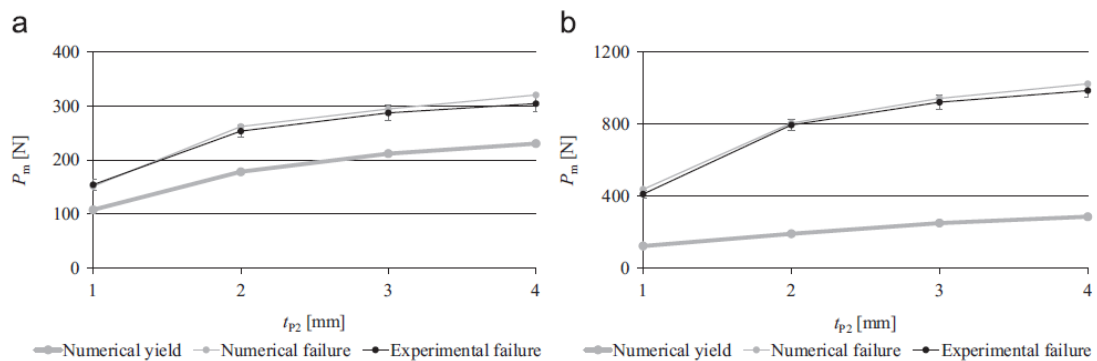 a
400
300
200
100
0
P_m [N]
1 2 3 4
t_P2 [mm]
Numerical yield Numerical failure Experimental failure
b
1200
800
400
0
P_m [N]
1 2 3 4
t_P2 [mm]
Numerical yield Numerical failure Experimental failure